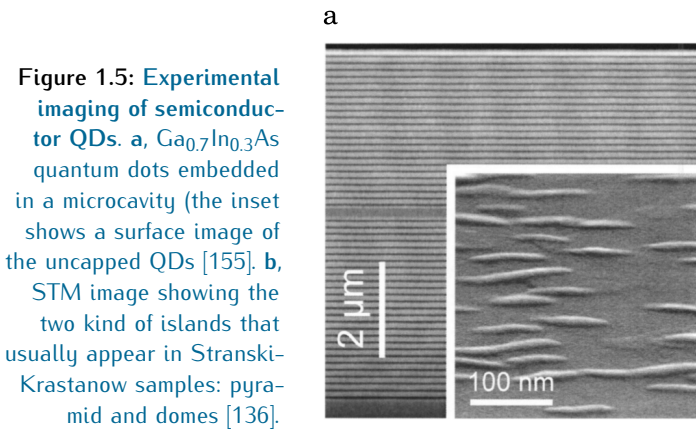 a
Figure 1.5: Experimental
imaging of semiconduc-
tor QDs. a, Ga0.7In0.3As
quantum dots embedded
in a microcavity (the inset
shows a surface image of
the uncapped QDs [155]. b,
STM image showing the
two kind of islands that
usually appear in Stranski-
Krastanow samples: pyra-
mid and domes [136].
2 µm
100 nm